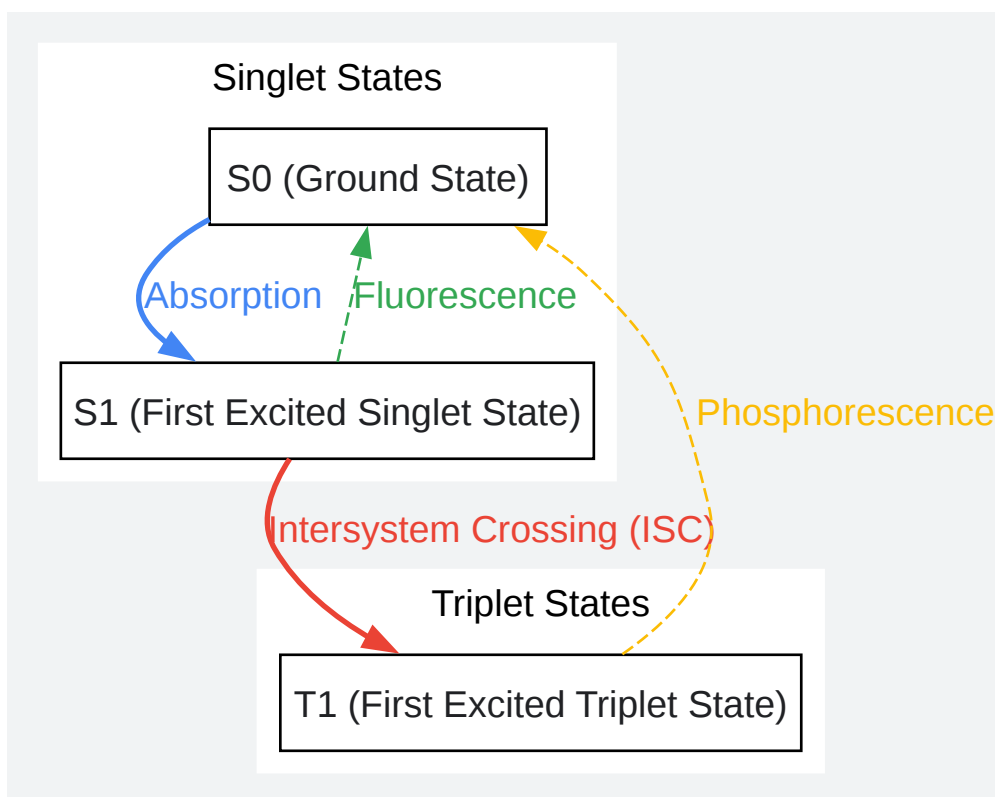 Singlet States
S0 (Ground State)
Absorption
Fluorescence
S1 (First Excited Singlet State)
Phosphorescence
Intersystem Crossing (ISC)
Triplet States
T1 (First Excited Triplet State)